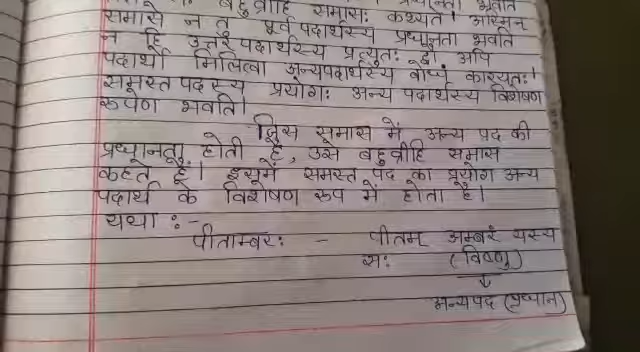 बहुव्रीहि समासः कथ्यते। अस्मिन्
समासे न तु पूर्वपदार्थस्य प्रधानता भवति
न हि उत्तरपदार्थस्य प्रत्युतः द्वौ अपि
पदार्थौ मिलित्वा अन्यपदार्थस्य बोधं कारयतः।
समस्तपदस्य प्रयोगः अन्यपदार्थस्य विशेषण
रूपेण भवति।
जिस समास में अन्य पद की
प्रधानता होती है, उसे बहुव्रीहि समास
कहते हैं। इसमें समस्त पद का प्रयोग अन्य
पदार्थ के विशेषण रूप में होता है।
यथा :-
पीताम्बरः - पीतम् अम्बरं यस्य
सः (विष्णु)
↓
अन्यपद (प्रधान)